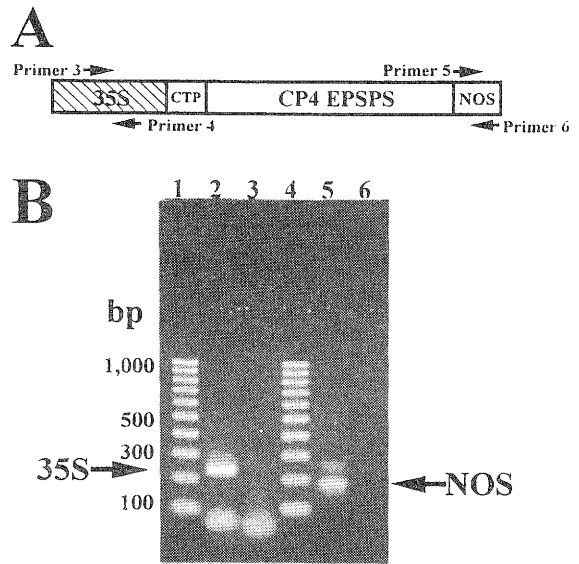 A
Primer 3
Primer 5
35S CTP CP4 EPSPS NOS
Primer 4
Primer 6
B
1 2 3 4 5 6
bp
1,000
500
300
35S
NOS
100